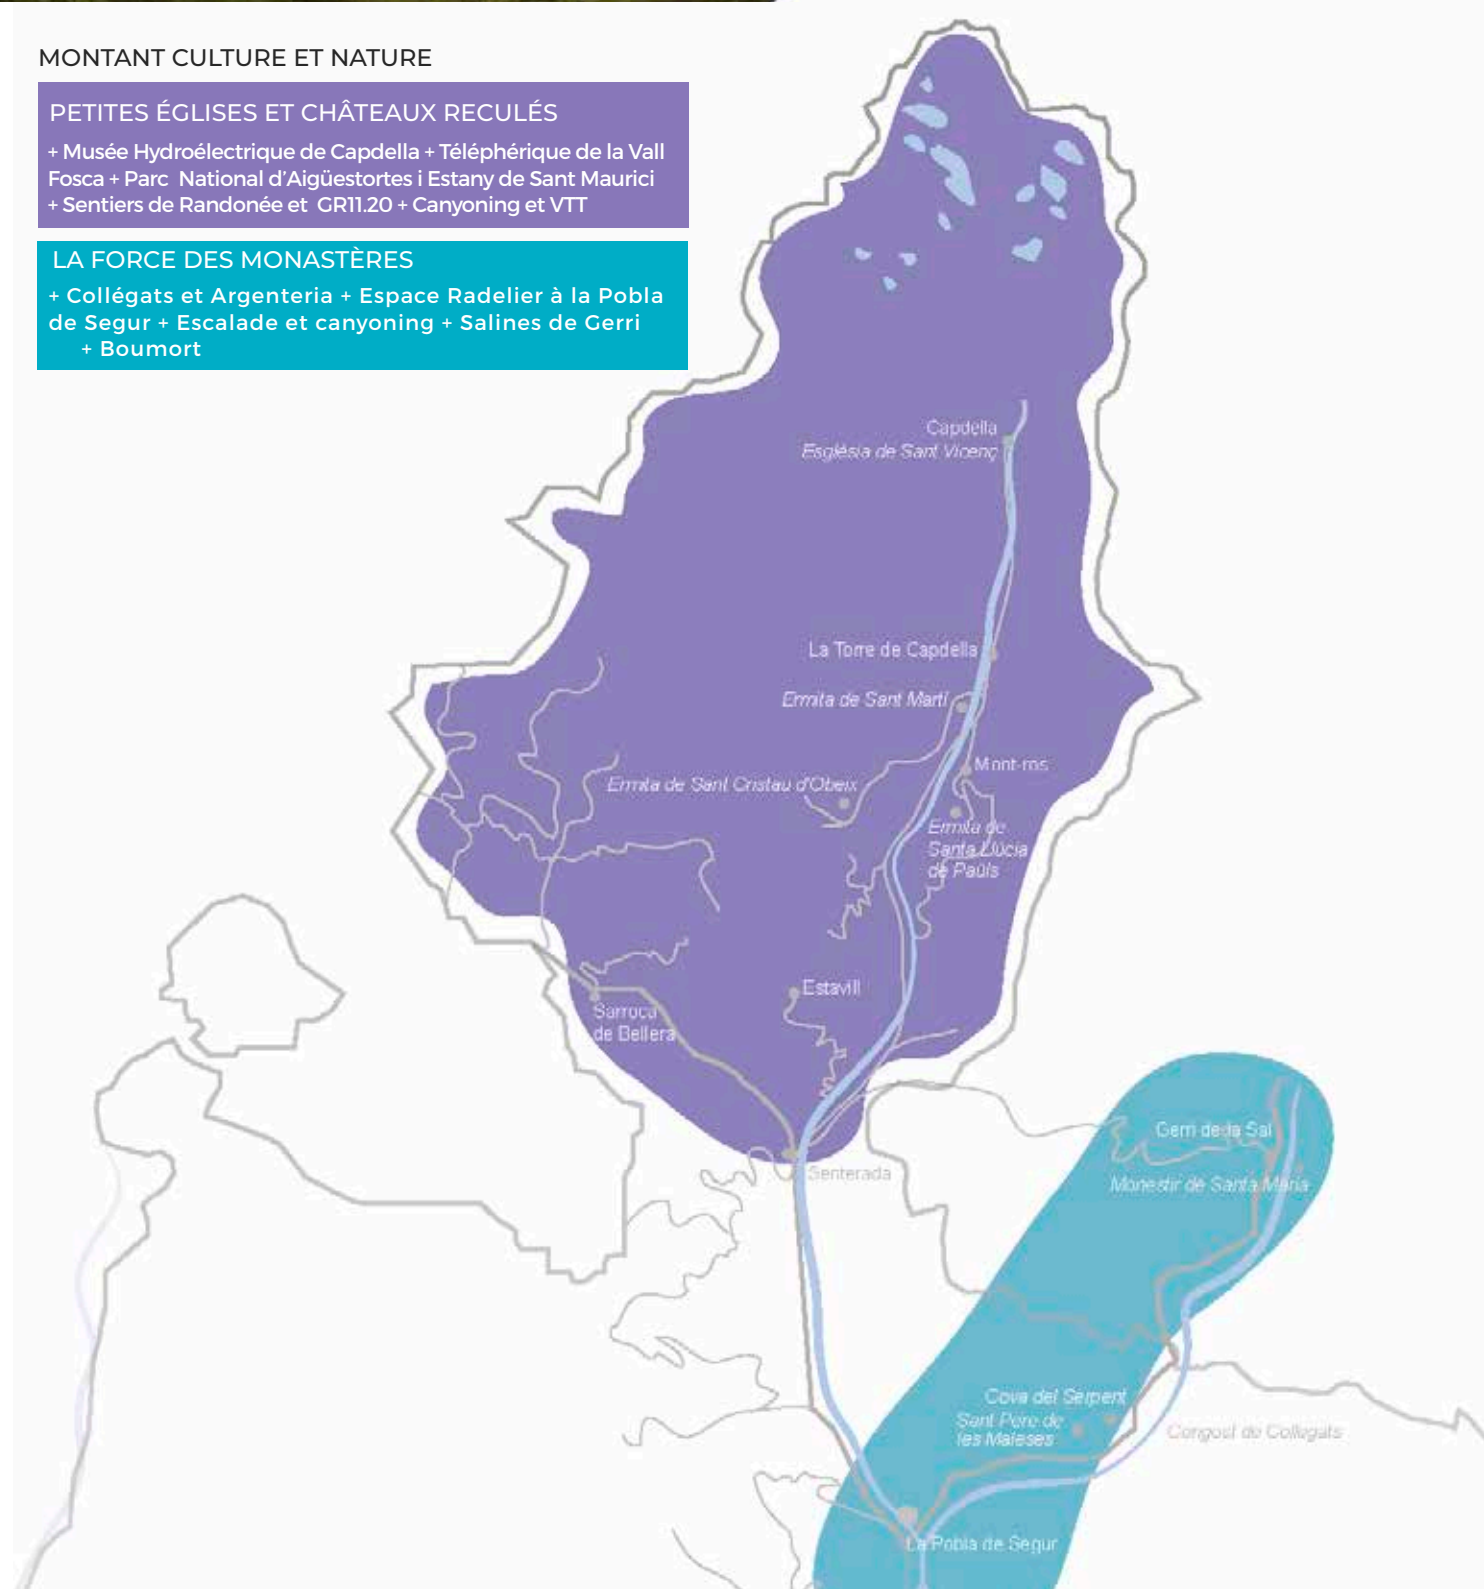 MONTANT CULTURE ET NATURE
PETITES ÉGLISES ET CHÂTEAUX RECULÉS
+ Musée Hydroélectrique de Capdella + Téléphérique de la Vall
Fosca + Parc National d'Aigüestortes i Estany de Sant Maurici
+ Sentiers de Randonée et GR11.20 + Canyoning et VTT
LA FORCE DES MONASTÈRES
+ Collégats et Argenteria + Espace Radelier à la Pobla
de Segur + Escalade et canyoning + Salines de Gerri
+ Boumort
Capdella
Església de Sant Vicenç
La Torre de Capdella
Ermita de Sant Martí
Mont-ros
Ermita de Sant Cristau d'Obeix
Ermita de
Santa Llúcia
de Paüls
Estavill
Sarroca
de Bellera
Senterada
Gerri de la Sal
Monestir de Santa Maria
Cova del Serpent
Sant Pere de
les Maleses
Congost de Collegats
La Pobla de Segur